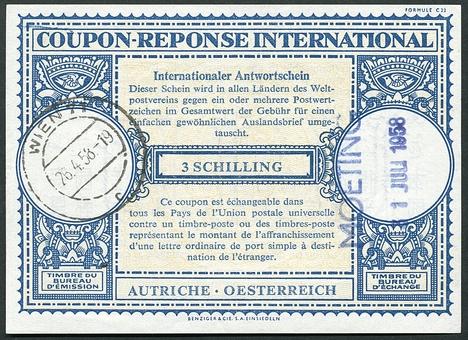 FORMULE C 22
COUPON-REPONSE INTERNATIONAL
Internationaler Antwortschein
Dieser Schein wird in allen Ländern des Welt-
postvereins gegen ein oder mehrere Postwert-
zeichen im Gesamtwert der Gebühr für einen
einfachen gewöhnlichen Auslandsbrief umge-
tauscht.
WIEN
26.4.58-19
1958
3 SCHILLING
Ce coupon est échangeable dans
tous les Pays de l'Union postale universelle
contre un timbre-poste ou des timbres-poste
représentant le montant de l'affranchissement
d'une lettre ordinaire de port simple à desti-
nation de l'étranger.
TIMBRE DU
BUREAU
D'ÉMISSION
TIMBRE DU
BUREAU
D'ÉCHANGE
AUTRICHE - OESTERREICH
BENZIGER & CIE. S.A. EINSIEDELN